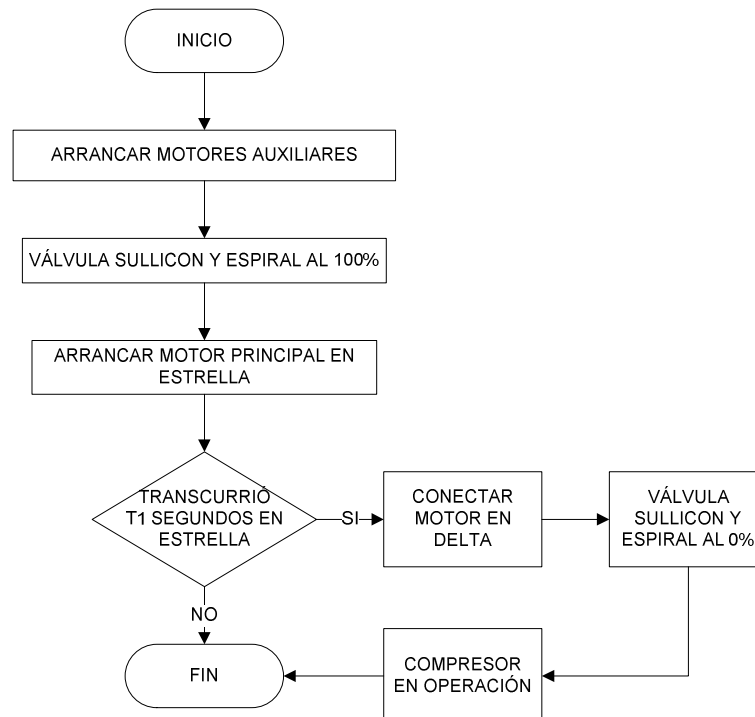 INICIO
ARRANCAR MOTORES AUXILIARES
VÁLVULA SULLICON Y ESPIRAL AL 100%
ARRANCAR MOTOR PRINCIPAL EN
ESTRELLA
TRANSCURRIÓ
T1 SEGUNDOS EN
ESTRELLA
SI
CONECTAR
MOTOR EN
DELTA
VÁLVULA
SULLICON Y
ESPIRAL AL 0%
NO
FIN
COMPRESOR
EN OPERACIÓN